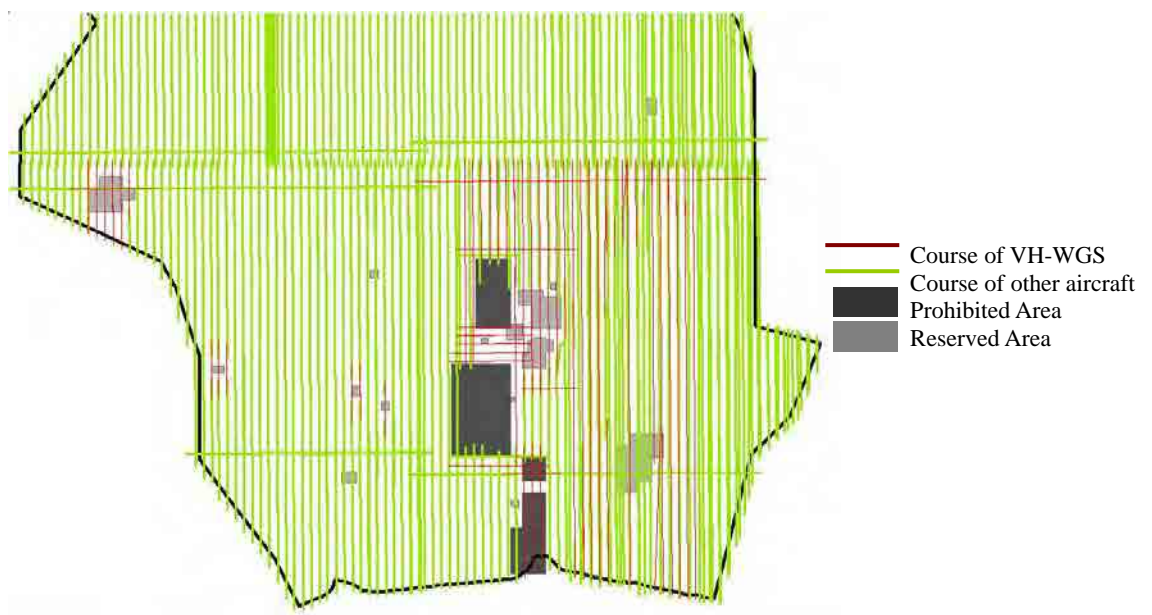 Course of VH-WGS
Course of other aircraft
Prohibited Area
Reserved Area